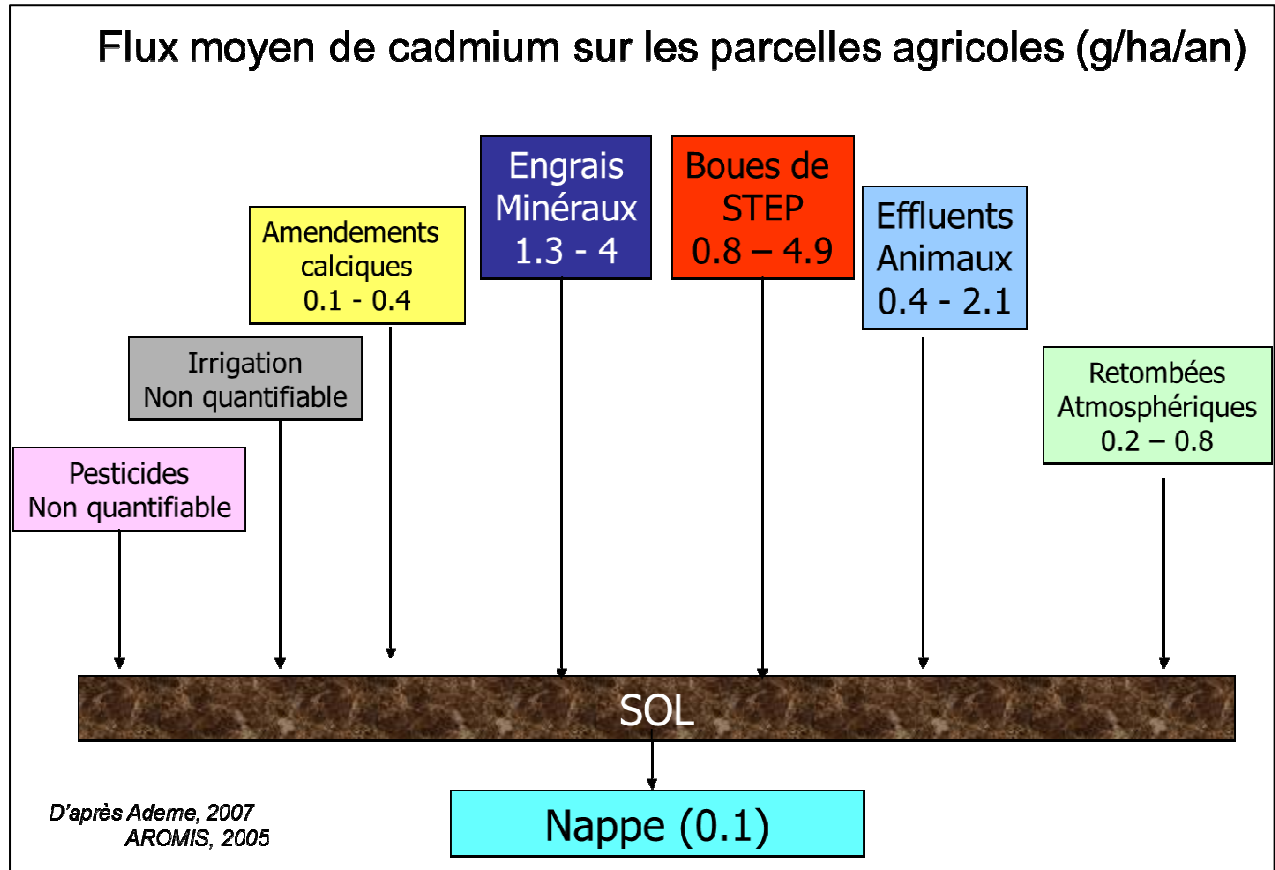 Flux moyen de cadmium sur les parcelles agricoles (g/ha/an)
Engrais
Minéraux
1.3 - 4
Boues de
STEP
0.8 – 4.9
Effluents
Animaux
0.4 - 2.1
Amendements
calciques
0.1 - 0.4
Irrigation
Non quantifiable
Retombées
Atmosphériques
0.2 – 0.8
Pesticides
Non quantifiable
SOL
Nappe (0.1)
D'après Ademe, 2007
AROMIS, 2005